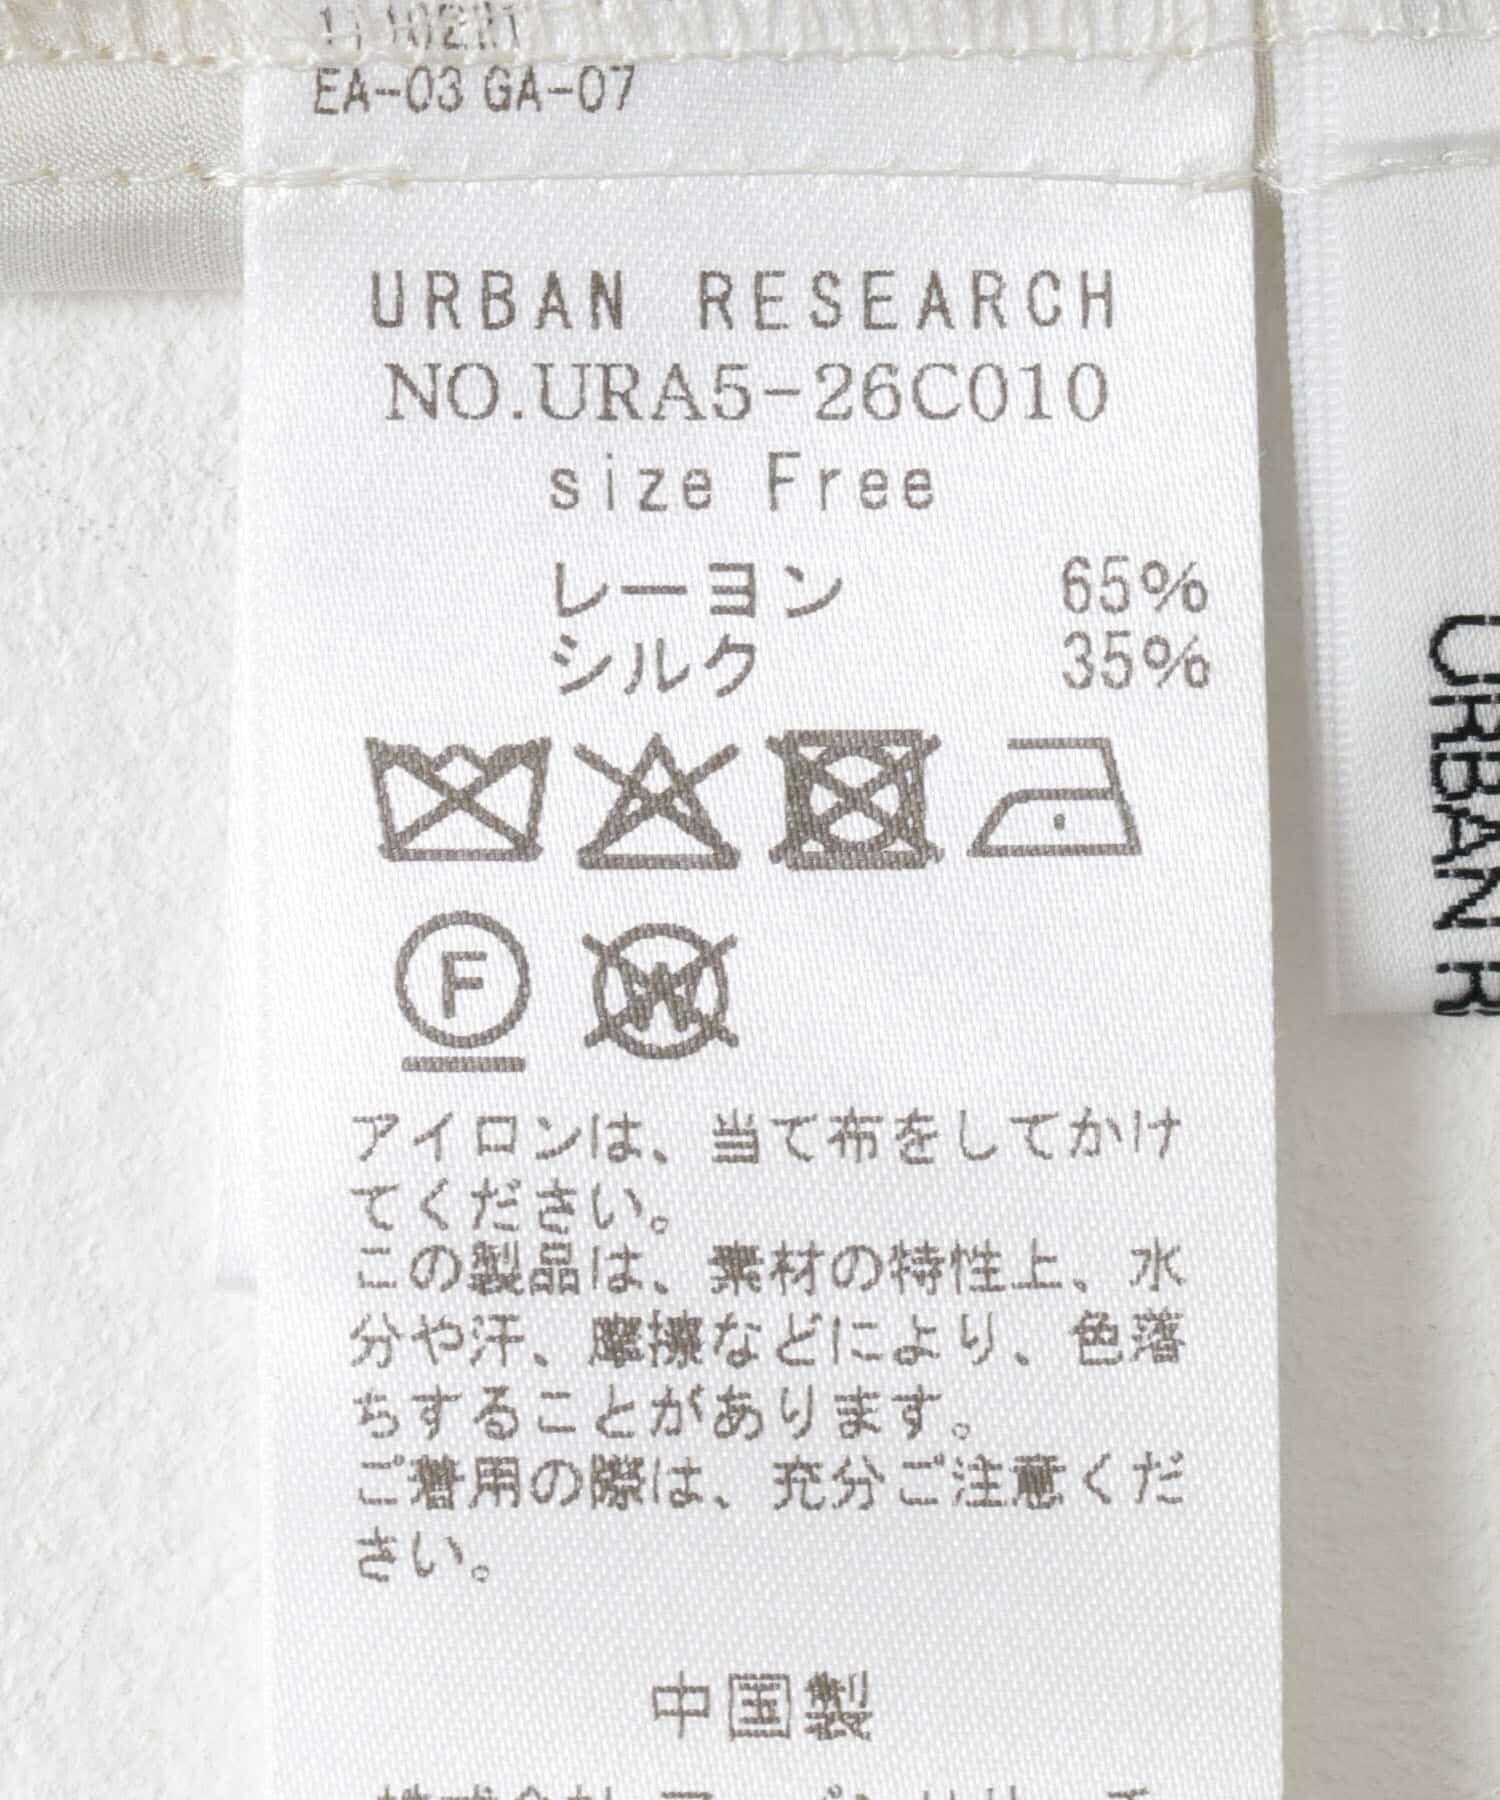 EA-03 GA-07
URBAN RESEARCH
NO.URA5-26C010
size Free
レーヨン 65%
シルク 35%
F
W
アイロンは、当て布をしてかけ
てください。
この製品は、素材の特性上、水
分や汗、摩擦などにより、色落
ちすることがあります。
ご着用の際は、充分ご注意くだ
さい。
中国製
URBAN R